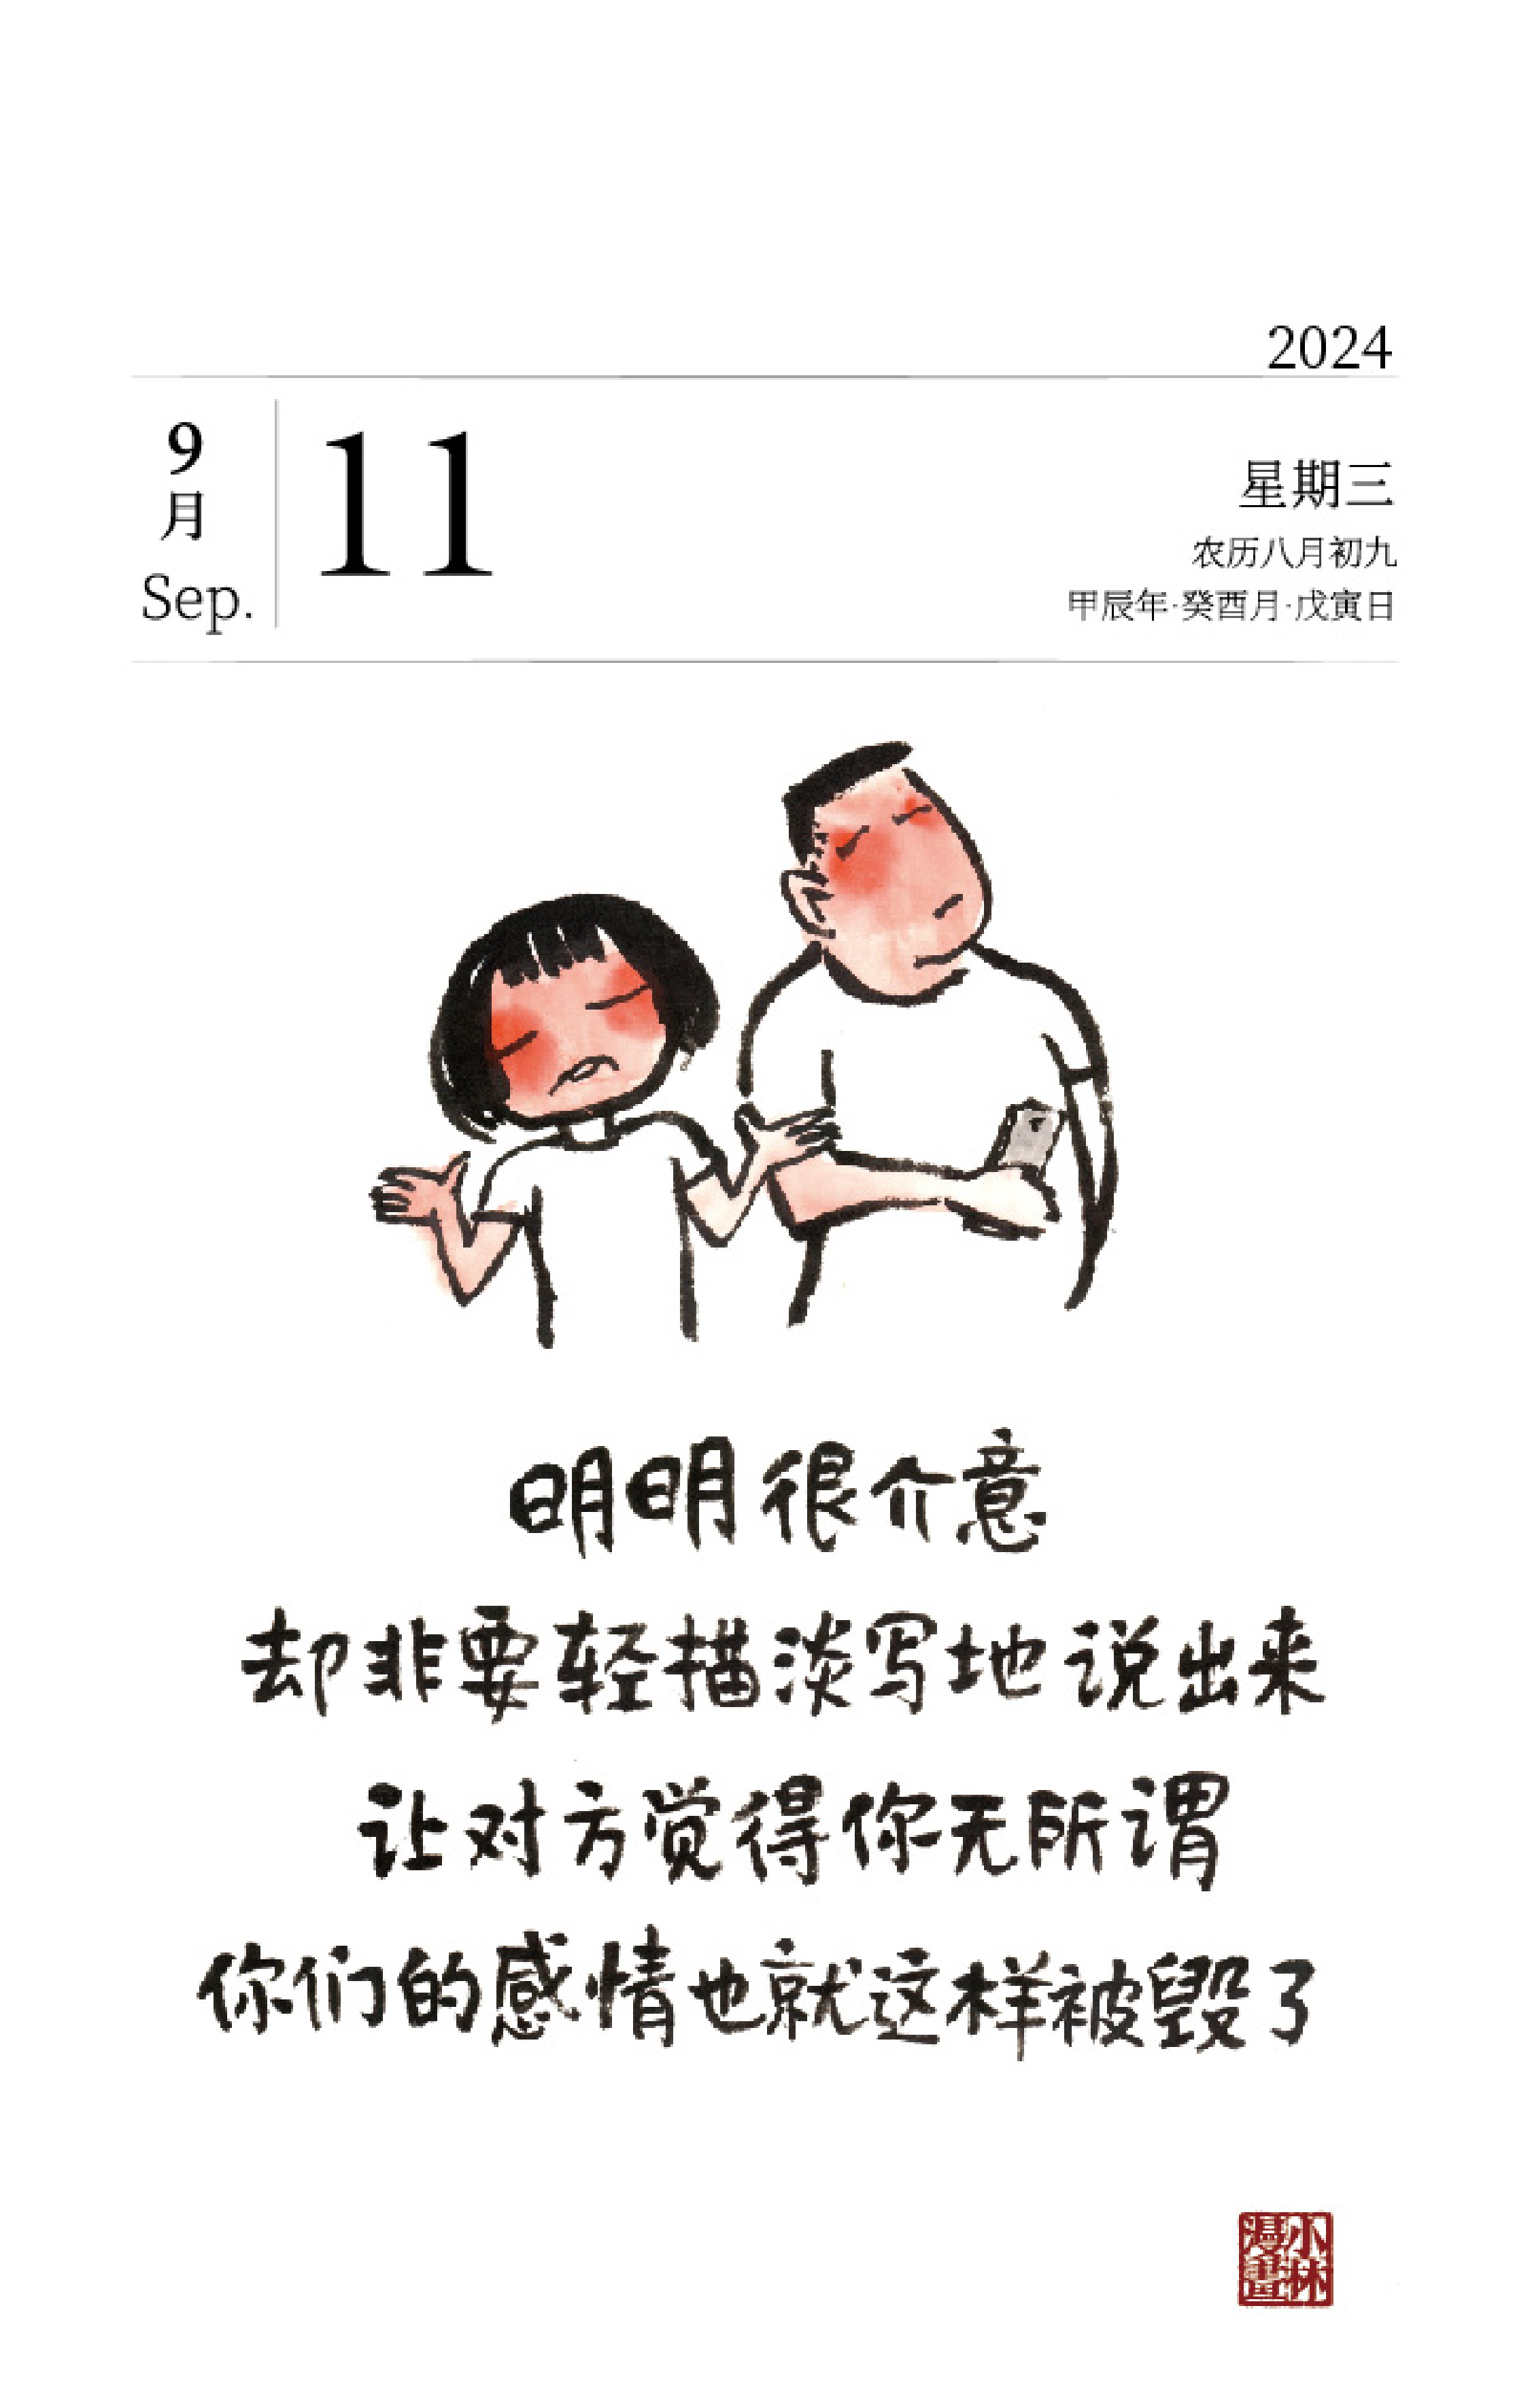 2024
9
月
Sep.
11
星期三
农历八月初九
甲辰年·癸酉月·戊寅日
明明很介意
却非要轻描淡写地说出来
让对方觉得你无所谓
你们的感情也就这样被毁了
小林
漫畫